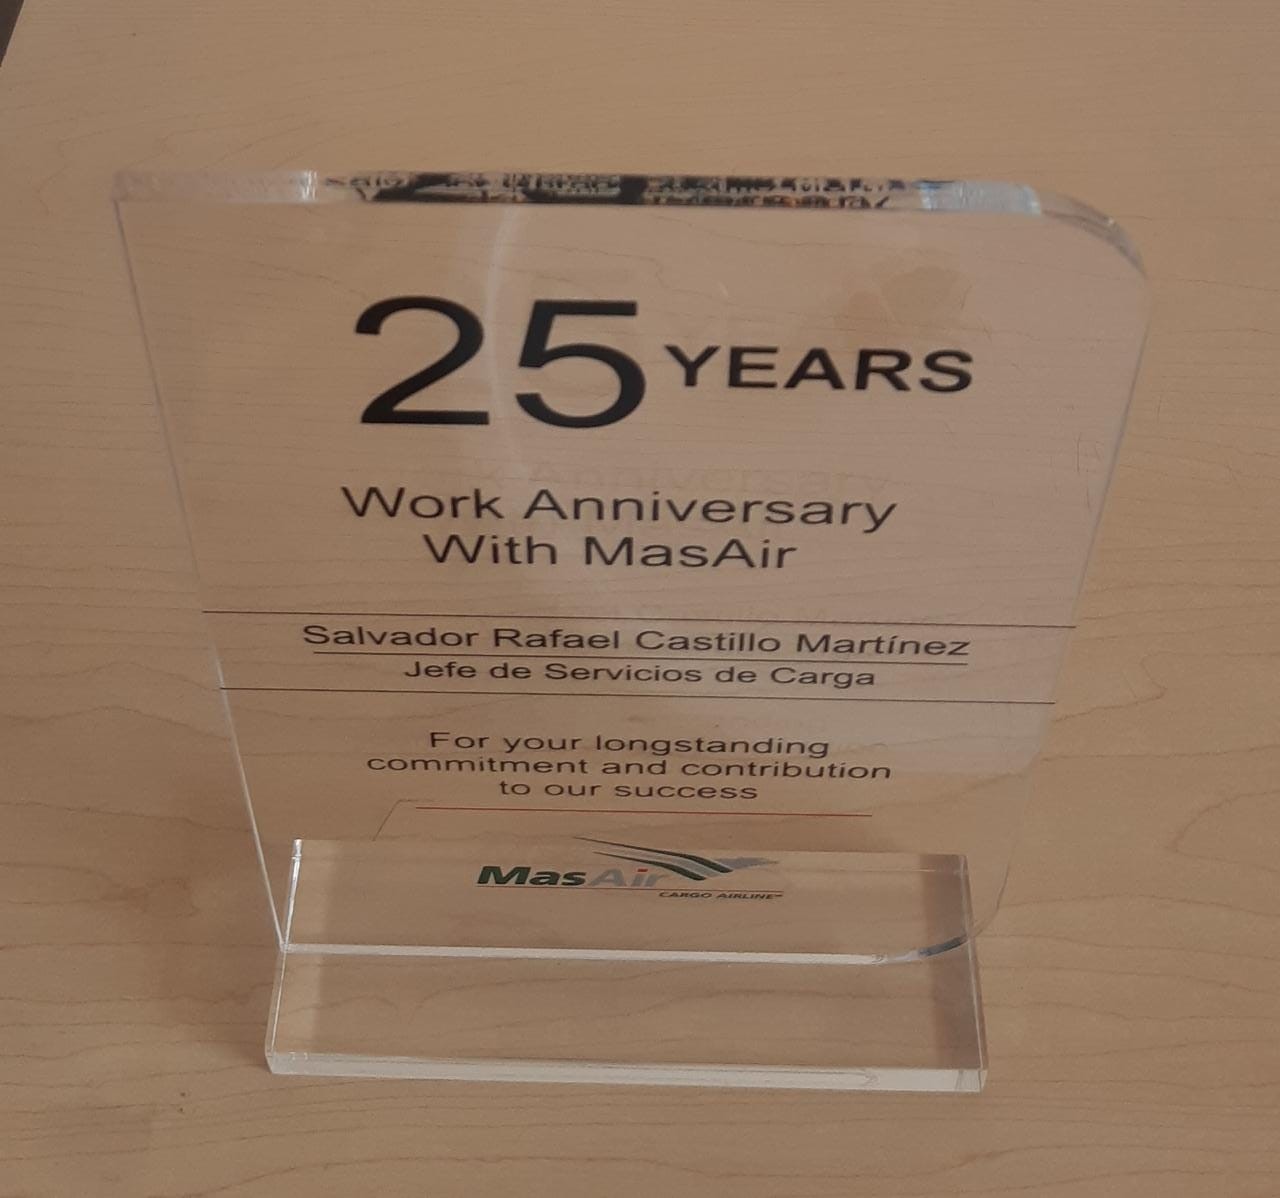 25 YEARS
Work Anniversary
With MasAir
Salvador Rafael Castillo Martínez
Jefe de Servicios de Carga
For your longstanding
commitment and contribution
to our success
MasAir
CARGO AIRLINE